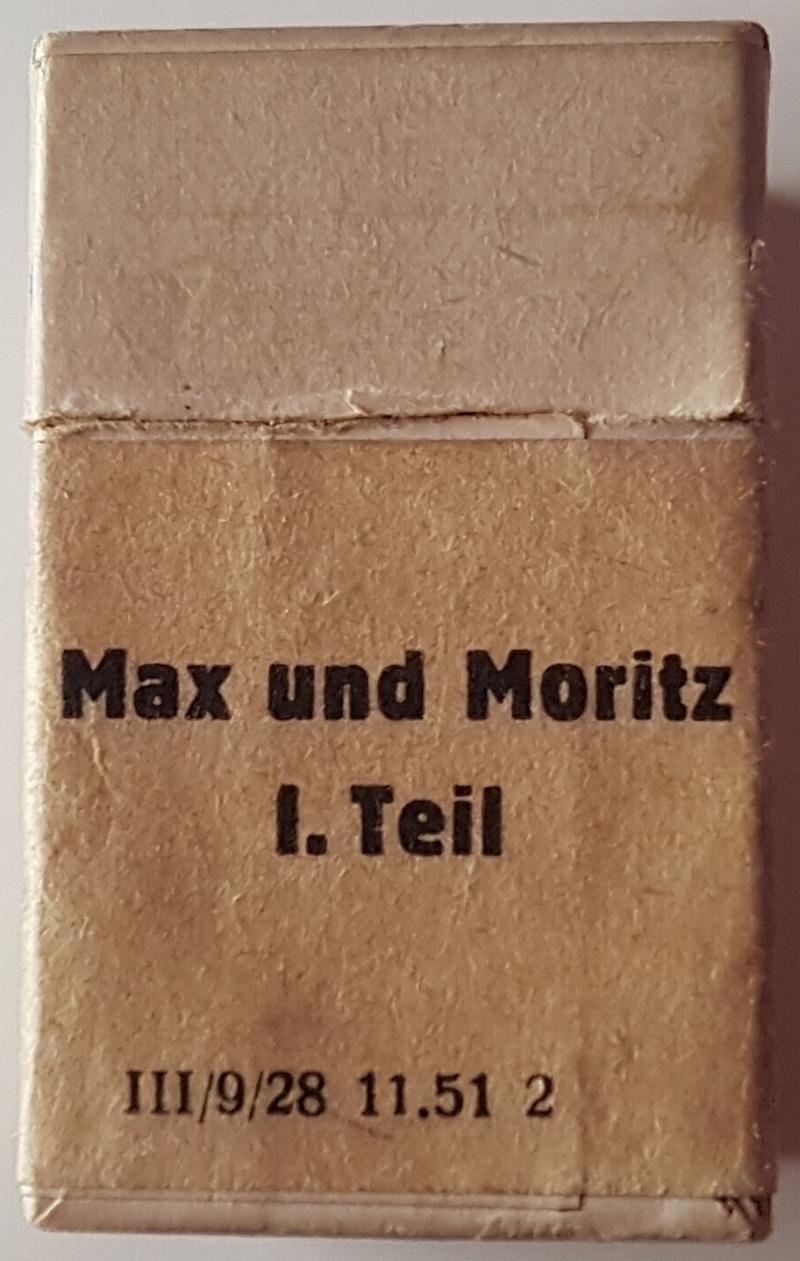 Max und Moritz
I. Teil
III/9/28 11.51 2